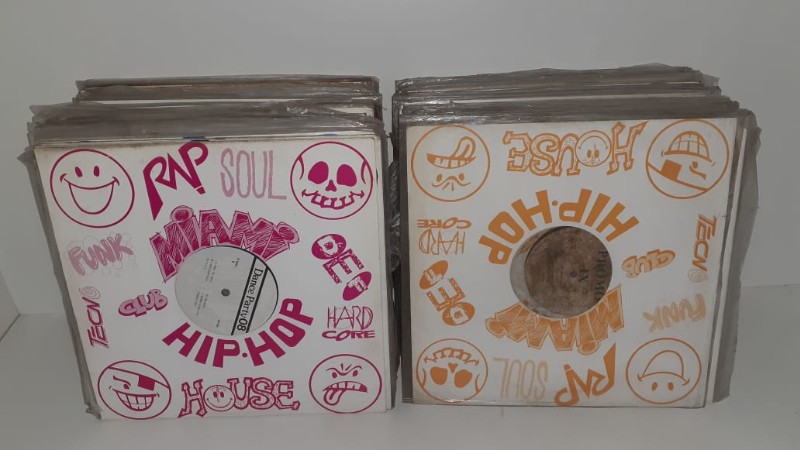 RAP
SOUL
MIAMI
FUNK
DEF
TECNO
CLUB
Dance Party•08
HIP•HOP
HARD
CORE
HOUSE
HOUSE
HIP•HOP
HARD
CORE
TECNO
CLUB
DEF
PROMO
FUNK
MIAMI
SOUL
RAP